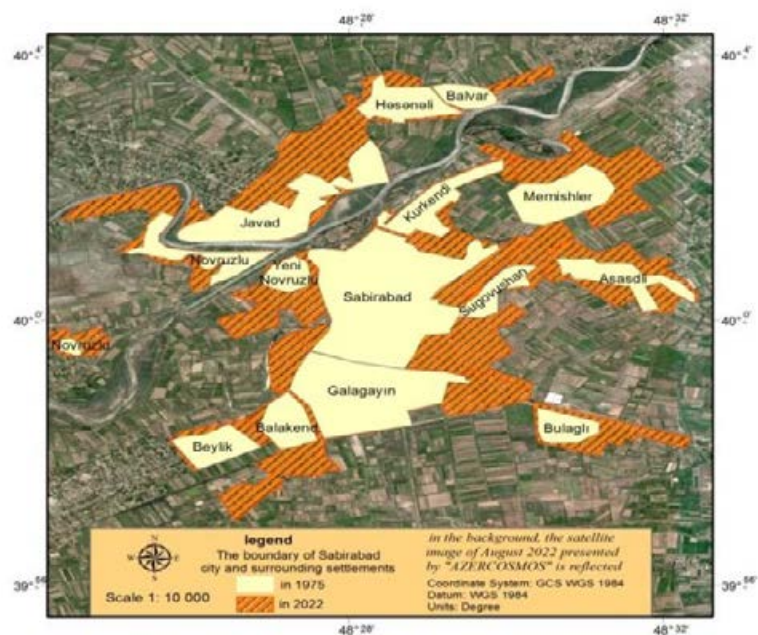 48°28' 48°32'
40°4' 40°4'
Balvar
Həsənəli
Memishler
Kurkendi
Javad
Novruzlu
Yeni
Novruzlu
Asasdli
Sabirabad
Sugovushan
40°0' 40°0'
Novruzlu
Galagayın
Balakend
Bulaglı
Beylik
legend
The boundary of Sabirabad
city and surrounding settlements
in 1975
in 2022
N
W E
S
Scale 1: 10 000
in the background, the satellite
image of August 2022 presented
by "AZERCOSMOS" is reflected
Coordinate System: GCS WGS 1984
Datum: WGS 1984
Units: Degree
39°56' 39°56'
48°28' 48°32'